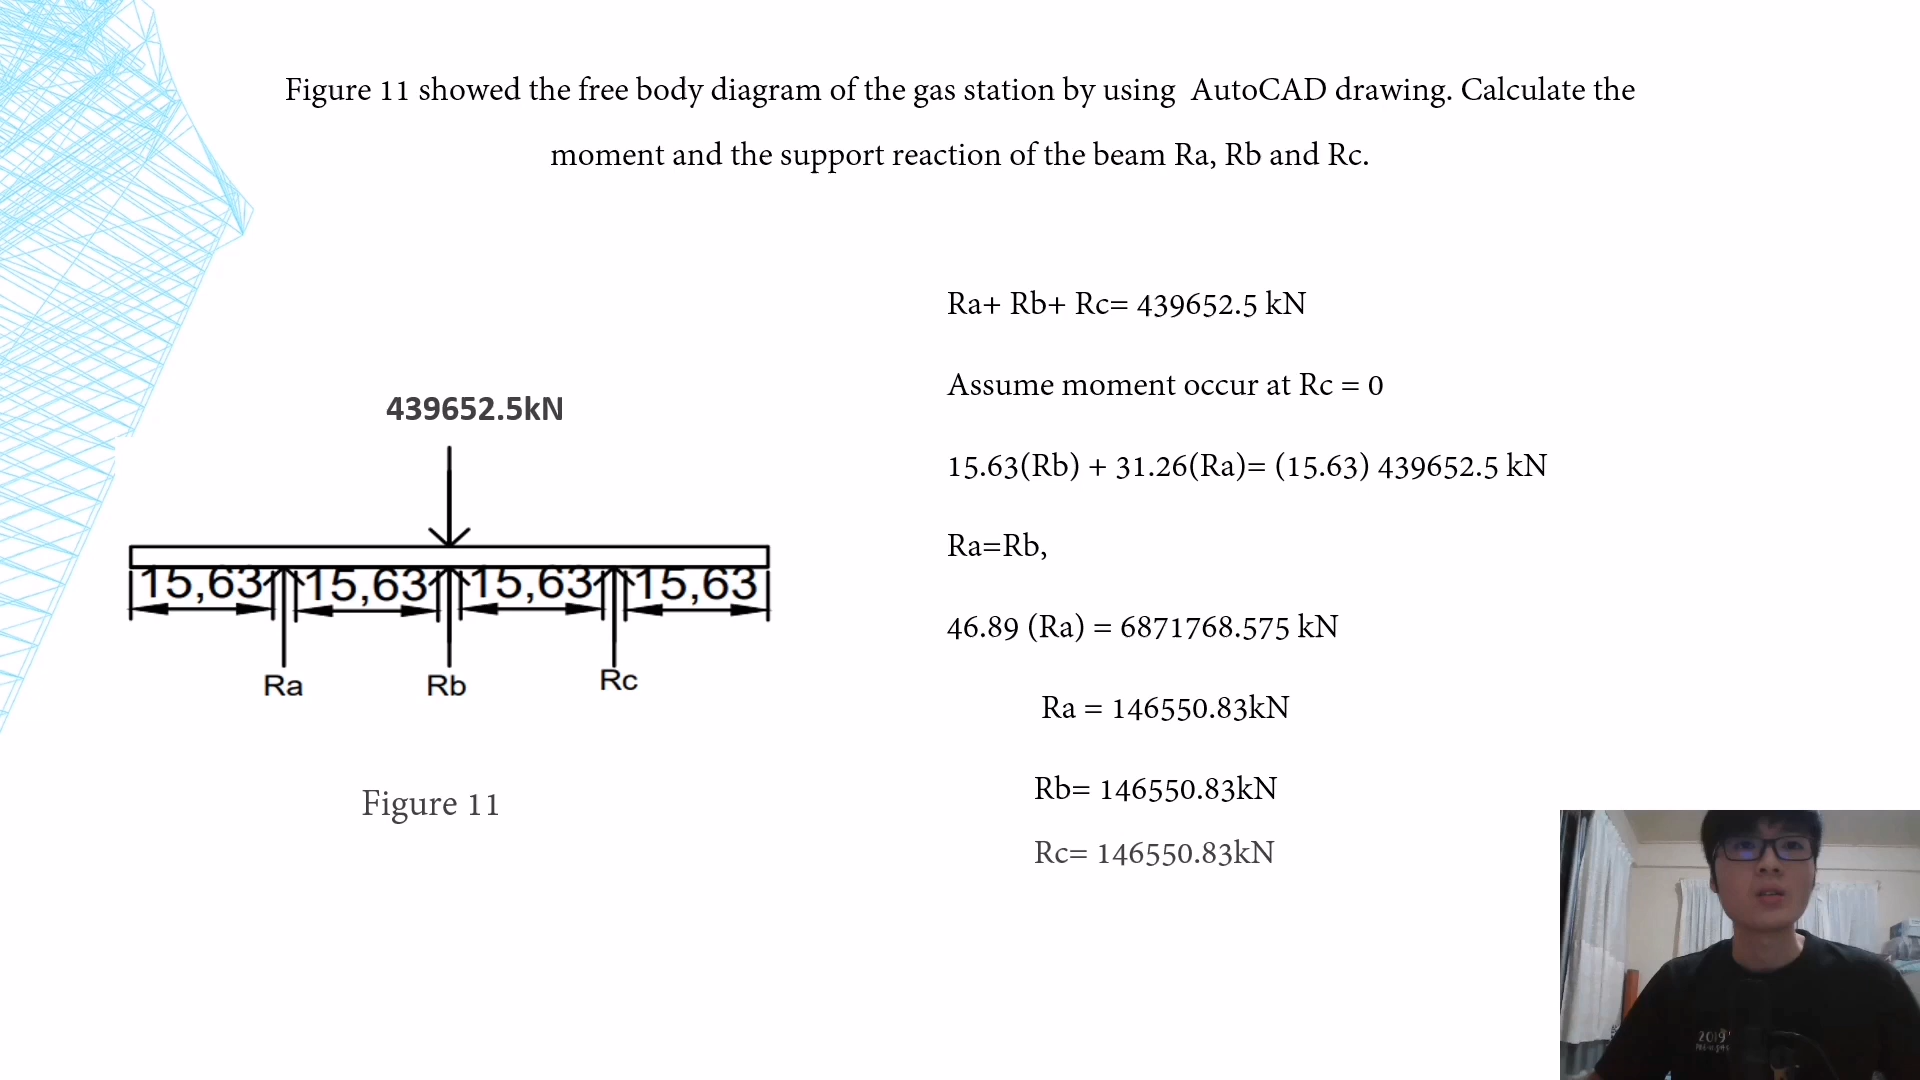 Figure 11 showed the free body diagram of the gas station by using AutoCAD drawing. Calculate the
moment and the support reaction of the beam Ra, Rb and Rc.
439652.5kN
15,63 15,63 15,63 15,63
Ra Rb Rc
Figure 11
Ra+ Rb+ Rc= 439652.5 kN
Assume moment occur at Rc = 0
15.63(Rb) + 31.26(Ra)= (15.63) 439652.5 kN
Ra=Rb,
46.89 (Ra) = 6871768.575 kN
Ra = 146550.83kN
Rb= 146550.83kN
Rc= 146550.83kN
2019